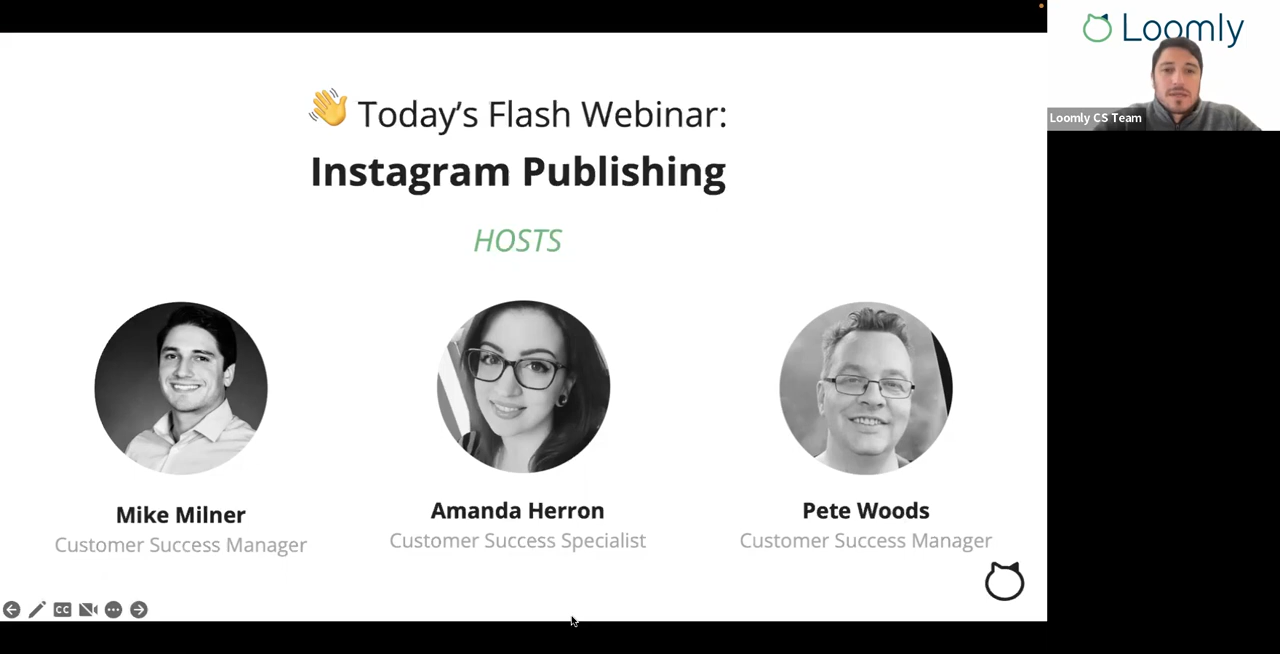 Today’s Flash Webinar:
Instagram Publishing
HOSTS
Mike Milner
Customer Success Manager
Amanda Herron
Customer Success Specialist
Pete Woods
Customer Success Manager
CC
Loomly
Loomly CS Team